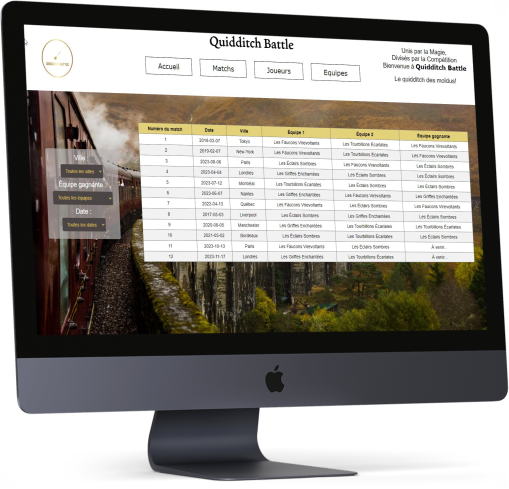 Quidditch Battle
Unis par la Magie,
Divisés par la Compétition
Bienvenue à Quidditch Battle
Le quidditch des moldus!
Accueil
Matchs
Joueurs
Equipes
Ville :
Toutes les villes
Équipe gagnante
Toutes les équipes
Date :
Toutes les dates
Numéro du match Date Ville Équipe 1 Équipe 2 Équipe gagnante
1 2018-03-07 Tokyo Les Faucons Virevoltants Les Tourbillons Écarlates Les Faucons Virevoltants
2 2019-02-07 New-York Les Faucons Virevoltants Les Tourbillons Écarlates Les Faucons Virevoltants
3 2023-08-06 Paris Les Faucons Virevoltants Les Éclairs Sombres Les Éclairs Sombres
4 2023-04-04 Londres Les Griffes Enchantées Les Éclairs Sombres Les Éclairs Sombres
5 2023-07-12 Montréal Les Tourbillons Écarlates Les Éclairs Sombres Les Éclairs Sombres
6 2023-06-07 Nantes Les Griffes Enchantées Les Faucons Virevoltants Les Griffes Enchantées
7 2022-04-13 Québec Les Faucons Virevoltants Les Éclairs Sombres Les Faucons Virevoltants
8 2017-02-03 Liverpool Les Éclairs Sombres Les Griffes Enchantées Les Griffes Enchantées
9 2020-08-05 Manchester Les Griffes Enchantées Les Tourbillons Écarlates Les Tourbillons Écarlates
10 2021-05-02 Bordeaux Les Éclairs Sombres Les Griffes Enchantées Les Éclairs Sombres
11 2023-10-13 Paris Les Faucons Virevoltants Les Éclairs Sombres A venir...
12 2023-11-17 Londres Les Griffes Enchantées Les Tourbillons Écarlates A venir...